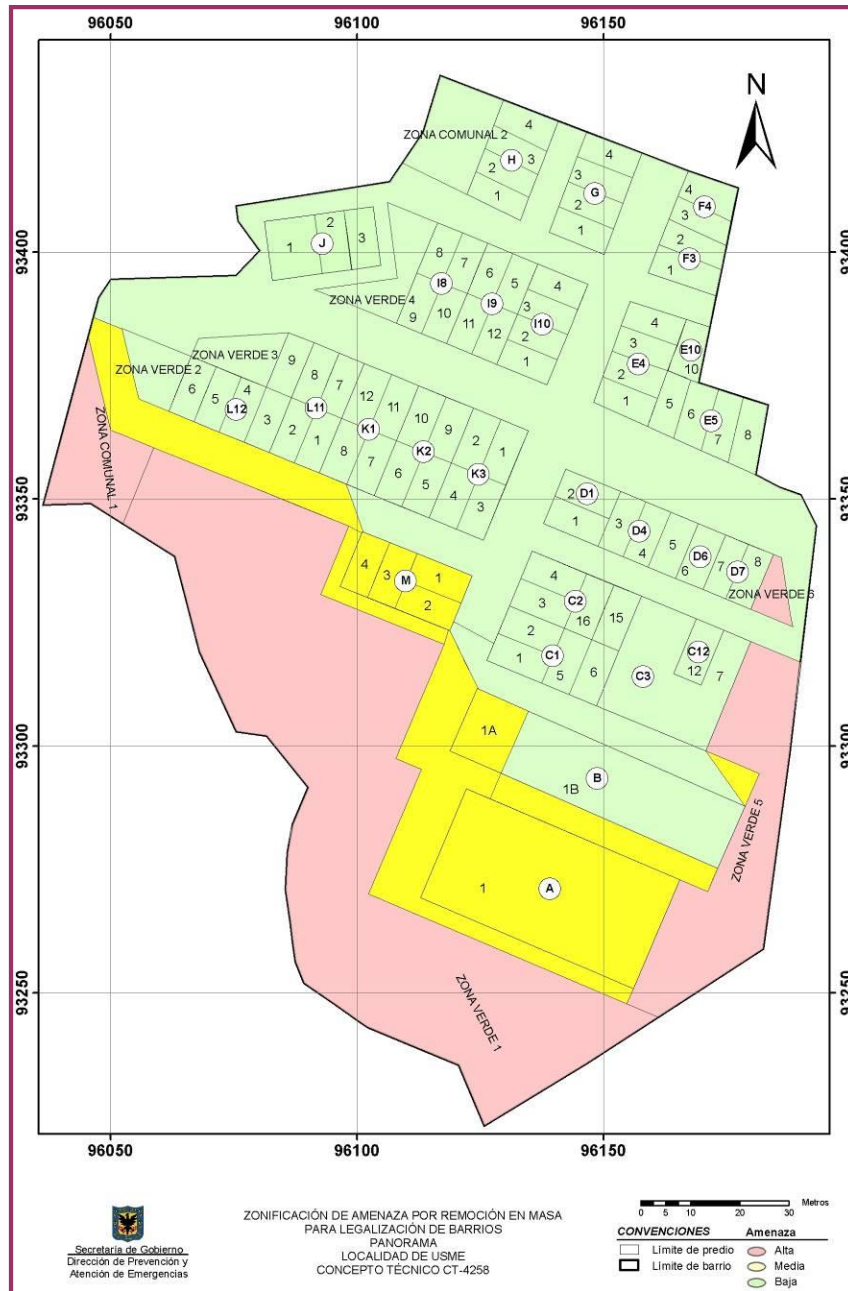 96050 96100 96150
N
ZONA COMUNAL 2
4
H
3
2
1
4
3
G
2
1
4
F4
3
2
F3
1
93400
93400
J
1
2
3
ZONA VERDE 4
8
7
6
5
4
I8
I9
3
I10
9
10
11
12
2
1
4
3
E10
E4
10
2
1
5
6
E5
7
8
ZONA VERDE 3
ZONA VERDE 2
9
8
7
12
11
10
9
2
1
6
5
4
L12
L11
K1
K2
K3
3
2
1
8
7
6
5
4
3
ZONA COMUNAL 1
93350
93350
2
D1
1
3
D4
4
5
D6
6
7
D7
8
ZONA VERDE 6
4
3
M
1
2
4
C2
3
16
15
2
C1
1
5
6
C3
C12
12
7
93300
93300
1A
B
1B
ZONA VERDE 5
1
A
93250
93250
ZONA VERDE 1
96050 96100 96150
Secretaría de Gobierno
Dirección de Prevención y
Atención de Emergencias
ZONIFICACIÓN DE AMENAZA POR REMOCIÓN EN MASA
PARA LEGALIZACIÓN DE BARRIOS
PANORAMA
LOCALIDAD DE USME
CONCEPTO TÉCNICO CT-4258
Metros
0 5 10 20 30
CONVENCIONES Amenaza
Límite de predio Alta
Límite de barrio Media
Baja